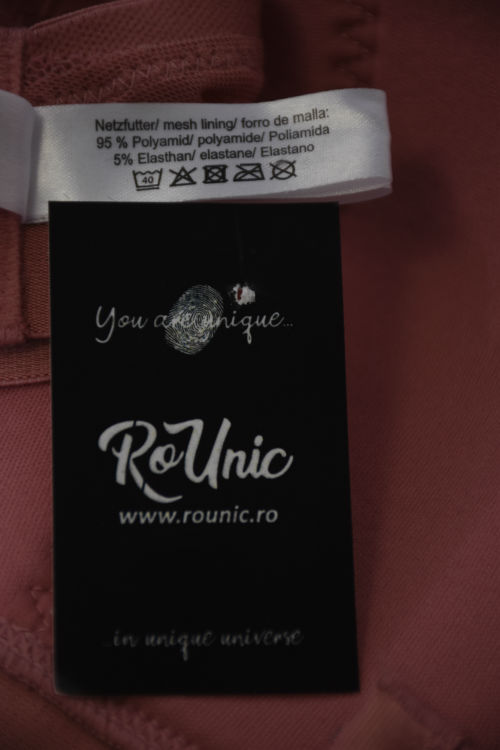 Netzfutter/ mesh lining/ forro de malla:
95 % Polyamid/ polyamide/ Poliamida
5% Elasthan/ elastane/ Elastano
40
You are unique...
RoUnic
www.rounic.ro
...in unique universe